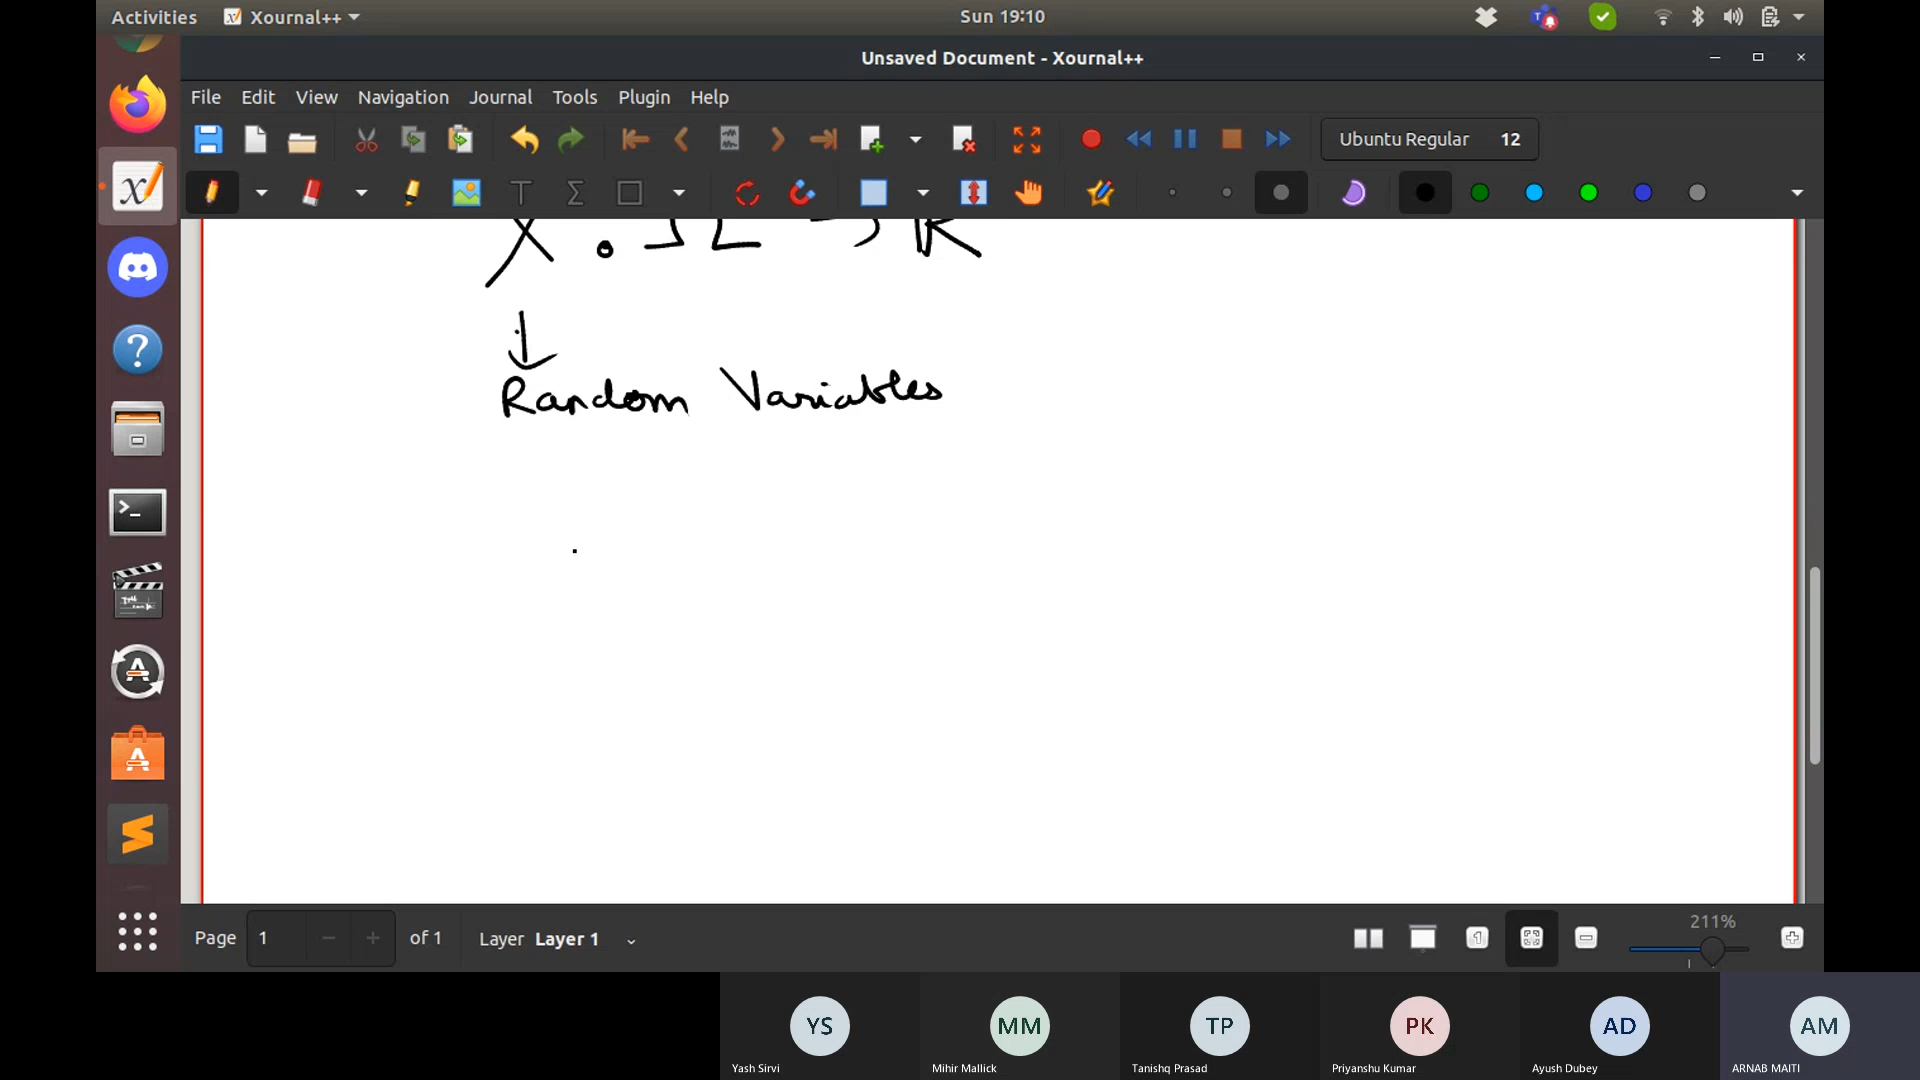 Activities Xournal++ Sun 19:10
Unsaved Document - Xournal++
File Edit View Navigation Journal Tools Plugin Help
Ubuntu Regular 12
X : Ω → ℝ
Random Variables
211%
Page 1 of 1 Layer Layer 1
YS MM TP PK AD AM
Yash Sirvi Mihir Mallick Tanishq Prasad Priyanshu Kumar Ayush Dubey ARNAB MAITI